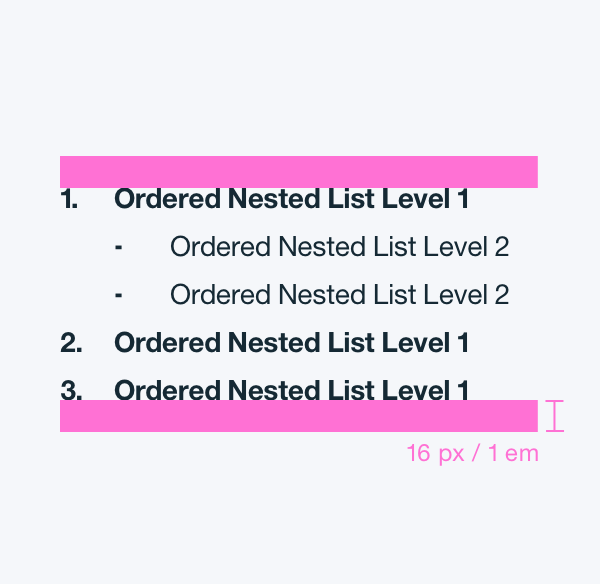 1. Ordered Nested List Level 1
- Ordered Nested List Level 2
- Ordered Nested List Level 2
2. Ordered Nested List Level 1
3. Ordered Nested List Level 1
16 px / 1 em